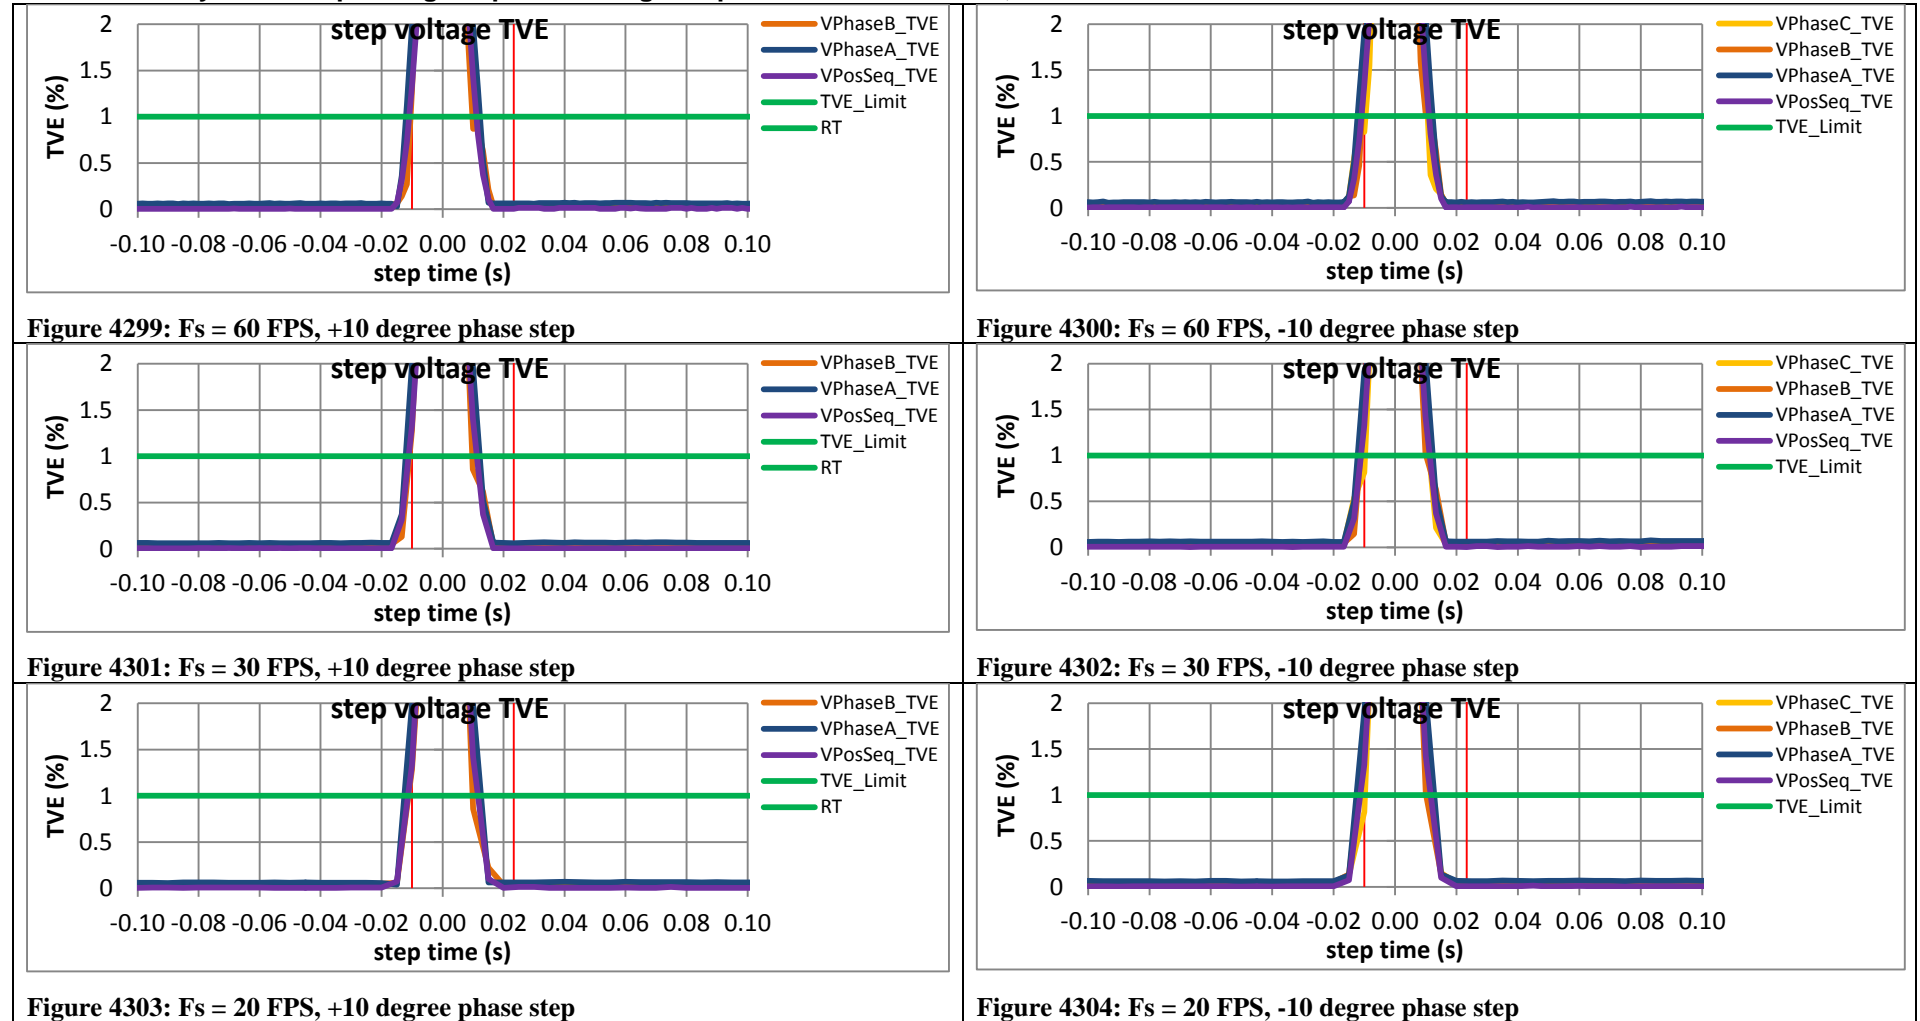 step voltage TVE
2
1.5
1
0.5
0
TVE (%)
-0.10 -0.08 -0.06 -0.04 -0.02 0.00 0.02 0.04 0.06 0.08 0.10
step time (s)
VPhaseB_TVE
VPhaseA_TVE
VPosSeq_TVE
TVE_Limit
RT
Figure 4299: Fs = 60 FPS, +10 degree phase step
step voltage TVE
2
1.5
1
0.5
0
TVE (%)
-0.10 -0.08 -0.06 -0.04 -0.02 0.00 0.02 0.04 0.06 0.08 0.10
step time (s)
VPhaseC_TVE
VPhaseB_TVE
VPhaseA_TVE
VPosSeq_TVE
TVE_Limit
Figure 4300: Fs = 60 FPS, -10 degree phase step
step voltage TVE
2
1.5
1
0.5
0
TVE (%)
-0.10 -0.08 -0.06 -0.04 -0.02 0.00 0.02 0.04 0.06 0.08 0.10
step time (s)
VPhaseB_TVE
VPhaseA_TVE
VPosSeq_TVE
TVE_Limit
RT
Figure 4301: Fs = 30 FPS, +10 degree phase step
step voltage TVE
2
1.5
1
0.5
0
TVE (%)
-0.10 -0.08 -0.06 -0.04 -0.02 0.00 0.02 0.04 0.06 0.08 0.10
step time (s)
VPhaseC_TVE
VPhaseB_TVE
VPhaseA_TVE
VPosSeq_TVE
TVE_Limit
Figure 4302: Fs = 30 FPS, -10 degree phase step
step voltage TVE
2
1.5
1
0.5
0
TVE (%)
-0.10 -0.08 -0.06 -0.04 -0.02 0.00 0.02 0.04 0.06 0.08 0.10
step time (s)
VPhaseB_TVE
VPhaseA_TVE
VPosSeq_TVE
TVE_Limit
RT
Figure 4303: Fs = 20 FPS, +10 degree phase step
step voltage TVE
2
1.5
1
0.5
0
TVE (%)
-0.10 -0.08 -0.06 -0.04 -0.02 0.00 0.02 0.04 0.06 0.08 0.10
step time (s)
VPhaseC_TVE
VPhaseB_TVE
VPhaseA_TVE
VPosSeq_TVE
TVE_Limit
Figure 4304: Fs = 20 FPS, -10 degree phase step